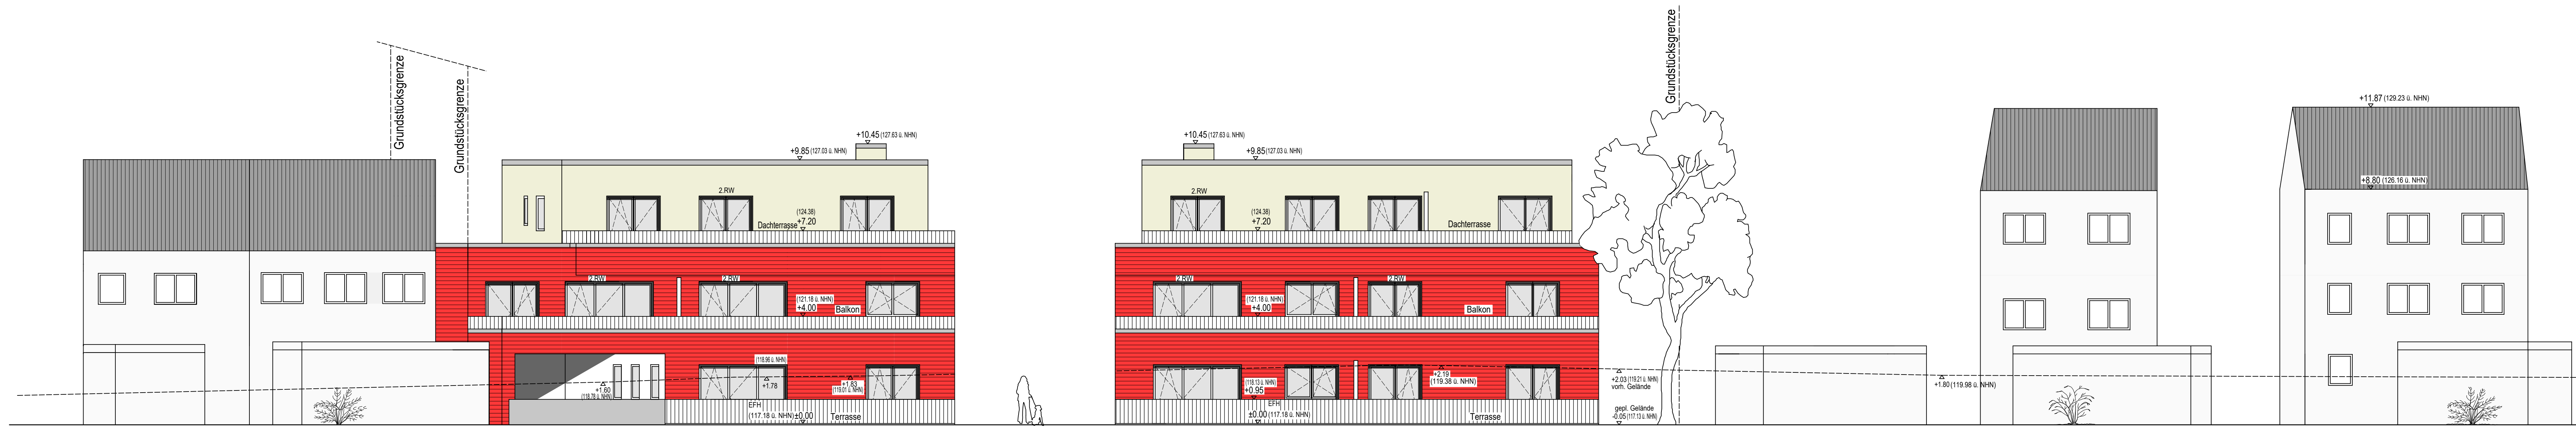 Grundstücksgrenze
Grundstücksgrenze
+10.45 (127.63 ü. NHN)
+9.85 (127.03 ü. NHN)
2.RW
(124.38)
+7.20
Dachterrasse
2.RW
2.RW
(121.18 ü. NHN)
+4.00
Balkon
(118.96 ü. NHN)
+1.78
+1.83
(119.01 ü. NHN)
+1.60
(118.78 ü. NHN)
EFH
(117.18 ü. NHN) ±0.00
Terrasse
+10.45 (127.63 ü. NHN)
+9.85 (127.03 ü. NHN)
2.RW
(124.38)
+7.20
Dachterrasse
2.RW
2.RW
(121.18 ü. NHN)
+4.00
Balkon
+2.19
(119.38 ü. NHN)
(118.13 ü. NHN)
+0.95
EFH
±0.00 (117.18 ü. NHN)
Terrasse
Grundstücksgrenze
+2.03 (119.21 ü. NHN)
vorh. Gelände
gepl. Gelände
-0.05 (117.13 ü. NHN)
+1.80 (119.98 ü. NHN)
+11.87 (129.23 ü. NHN)
+8.80 (126.16 ü. NHN)